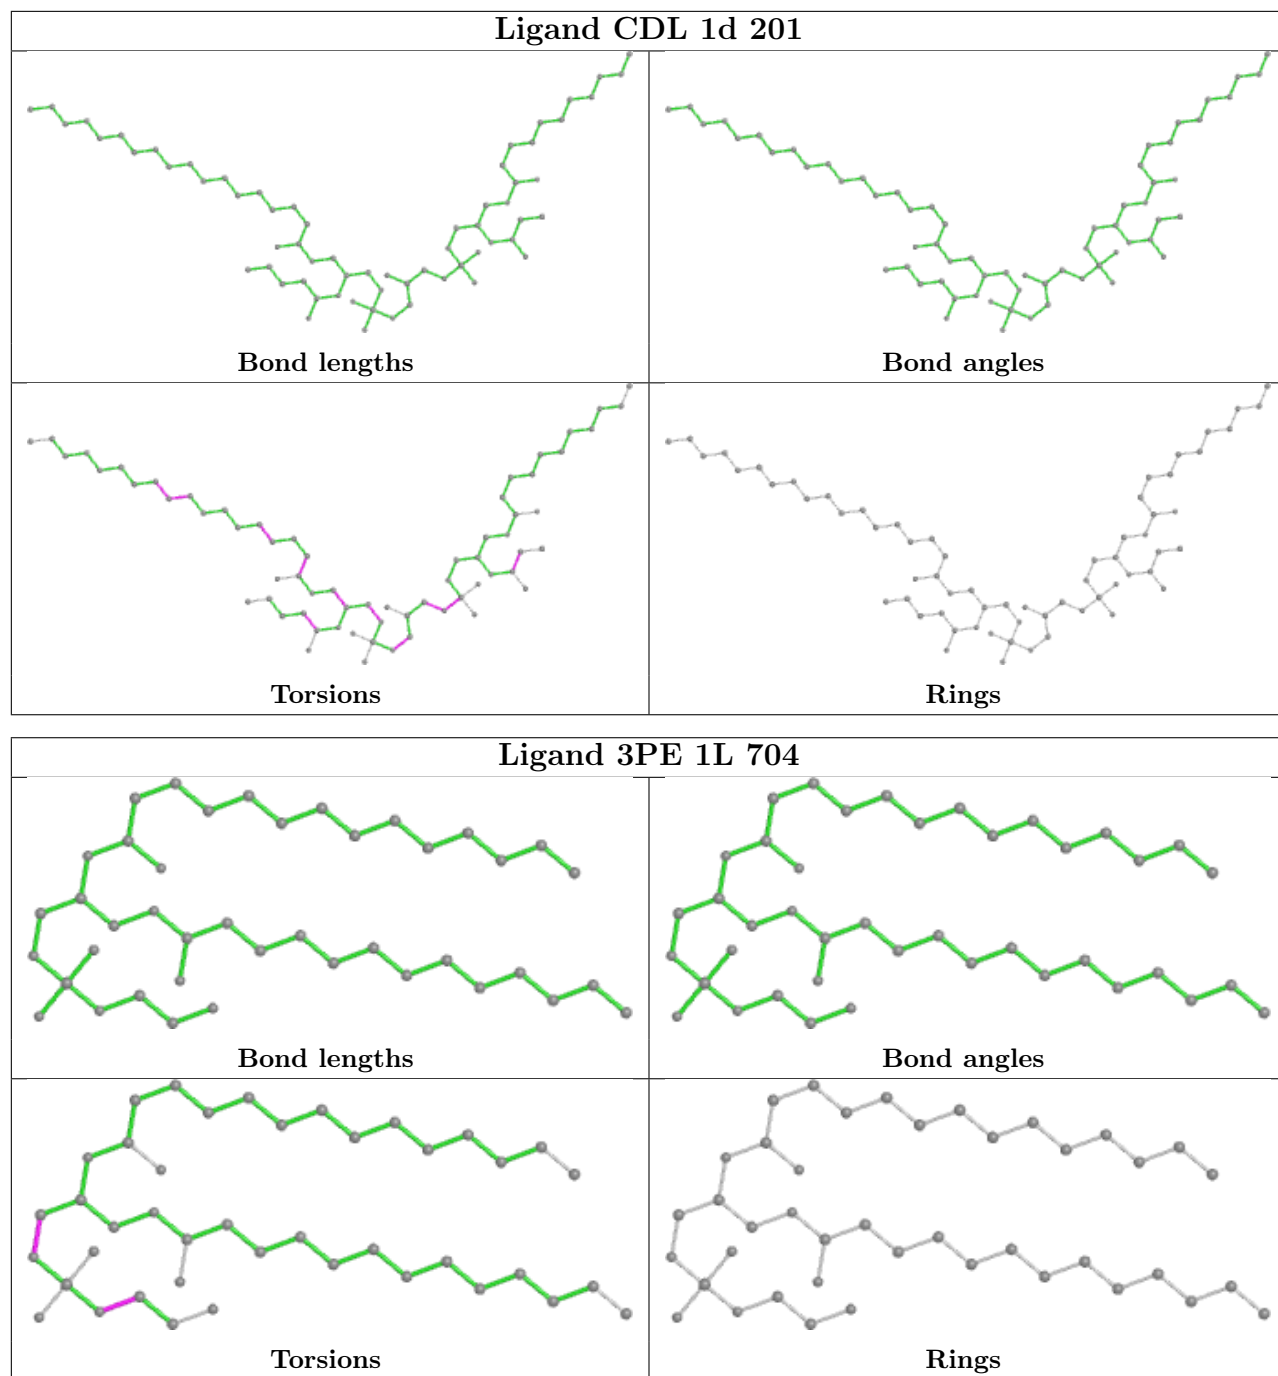 Ligand CDL 1d 201
Bond lengths
Bond angles
Torsions
Rings
Ligand 3PE 1L 704
Bond lengths
Bond angles
Torsions
Rings